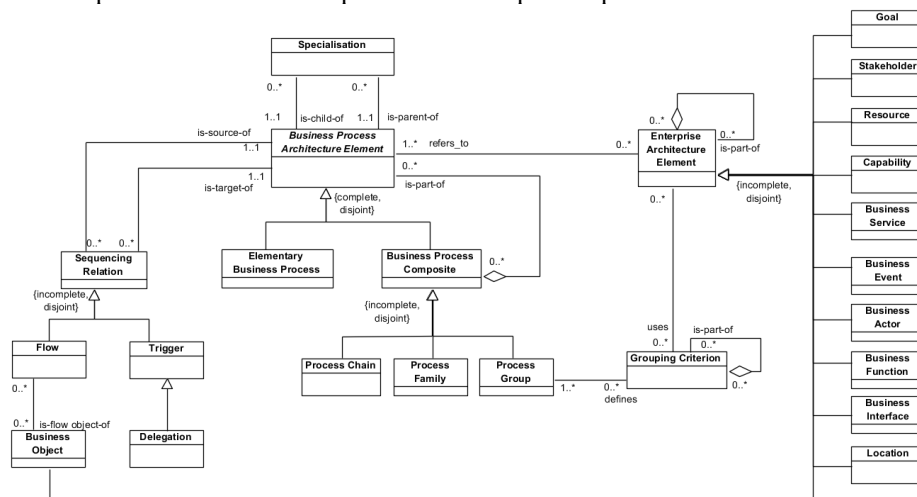 Goal
Specialisation
Stakeholder
0..*
0..*
0..*
1..1
is-child-of
1..1
is-parent-of
Resource
is-source-of
1..1
Business Process
Architecture Element
1..*
refers_to
0..*
Enterprise
Architecture
Element
0..*
is-part-of
1..1
is-target-of
0..*
is-part-of
{incomplete,
disjoint}
Capability
{complete,
disjoint}
0..*
Business
Service
0..*
0..*
Sequencing
Relation
Elementary
Business Process
Business Process
Composite
0..*
Business
Event
{incomplete,
disjoint}
{incomplete,
disjoint}
Business
Actor
uses
0..*
is-part-of
0..*
Flow
Trigger
Process Chain
Process
Family
Process
Group
Grouping Criterion
Business
Function
0..*
1..*
0..*
defines
0..*
Business
Interface
0..*
is-flow object-of
Business
Object
Delegation
Location